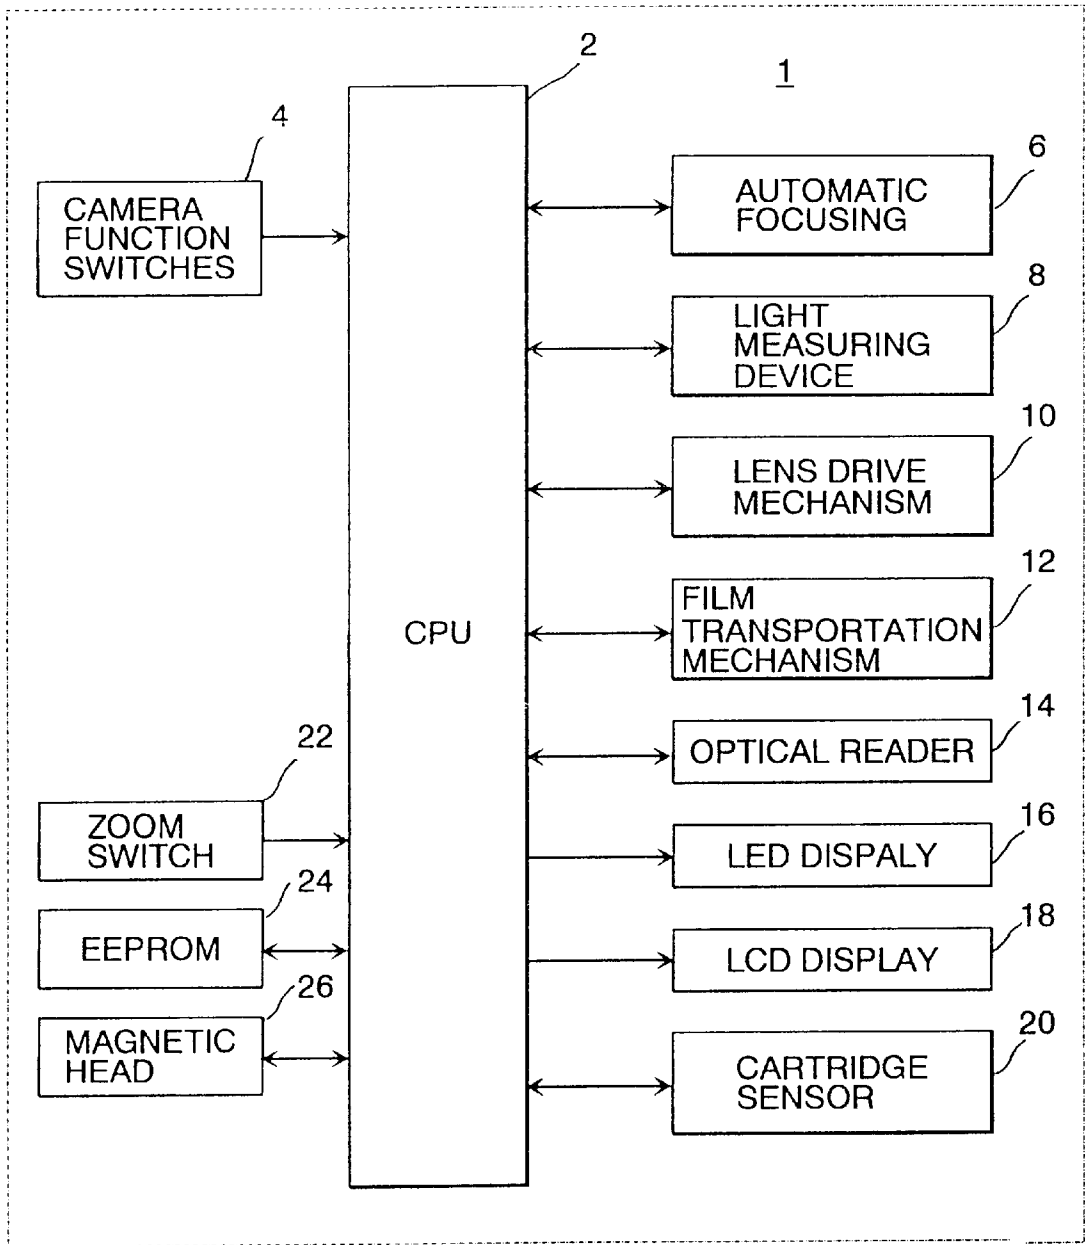 2
1
4
CAMERA
FUNCTION
SWITCHES
6
AUTOMATIC
FOCUSING
8
LIGHT
MEASURING
DEVICE
10
LENS DRIVE
MECHANISM
12
FILM
TRANSPORTATION
MECHANISM
CPU
14
OPTICAL READER
22
ZOOM
SWITCH
16
LED DISPALY
24
EEPROM
18
LCD DISPLAY
26
MAGNETIC
HEAD
20
CARTRIDGE
SENSOR